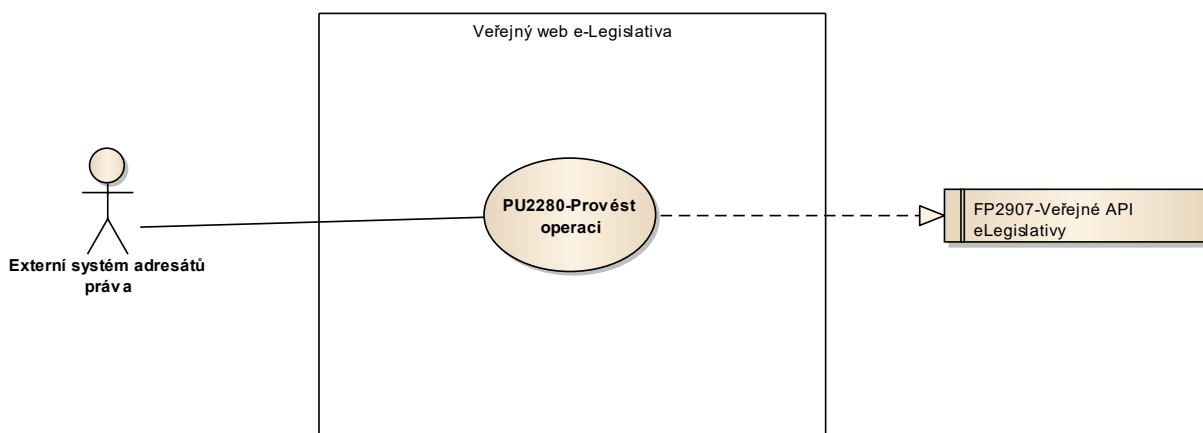 Veřejný web e-Legislativa
PU2280-Provést
operaci
FP2907-Veřejné API
eLegislativy
Externí systém adresátů
práva